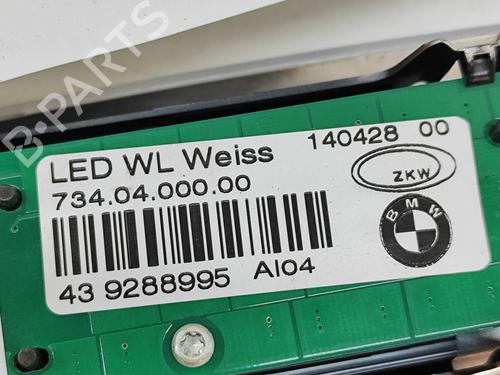 B-PARTS
LED WL Weiss 140428 00
734.04.000.00
ZKW
BMW
43 9288995 AI04